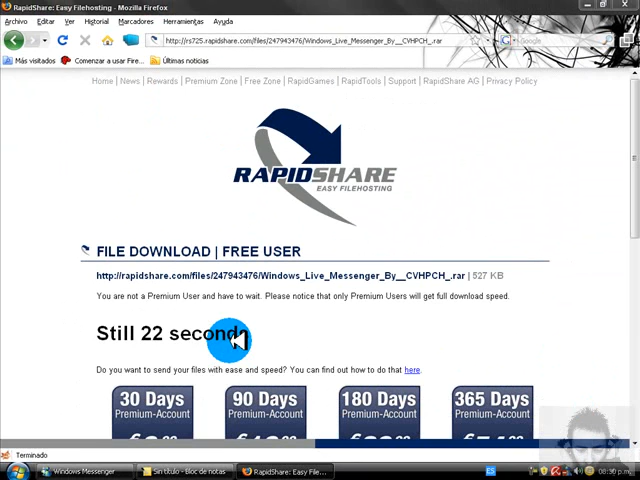 RapidShare: Easy Filehosting - Mozilla Firefox
Archivo Editar Ver Historial Marcadores Herramientas Ayuda
http://rs725.rapidshare.com/files/247943476/Windows_Live_Messenger_By__CVHPCH_.rar
Más visitados Comenzar a usar Fire... Últimas noticias
Home | News | Rewards | Premium Zone | Free Zone | RapidGames | RapidTools | Support | RapidShare AG | Privacy Policy
RAPIDSHARE
EASY FILEHOSTING
FILE DOWNLOAD | FREE USER
http://rapidshare.com/files/247943476/Windows_Live_Messenger_By__CVHPCH_.rar | 527 KB
You are not a Premium User and have to wait. Please notice that only Premium Users will get full download speed.
Still 22 seconds
Do you want to send your files with ease and speed? You can find out how to do that here.
30 Days 90 Days 180 Days 365 Days
Premium-Account Premium-Account Premium-Account Premium-Account
Terminado
Windows Messenger Sin título - Bloc de notas RapidShare: Easy File... ES 08:30 p.m.